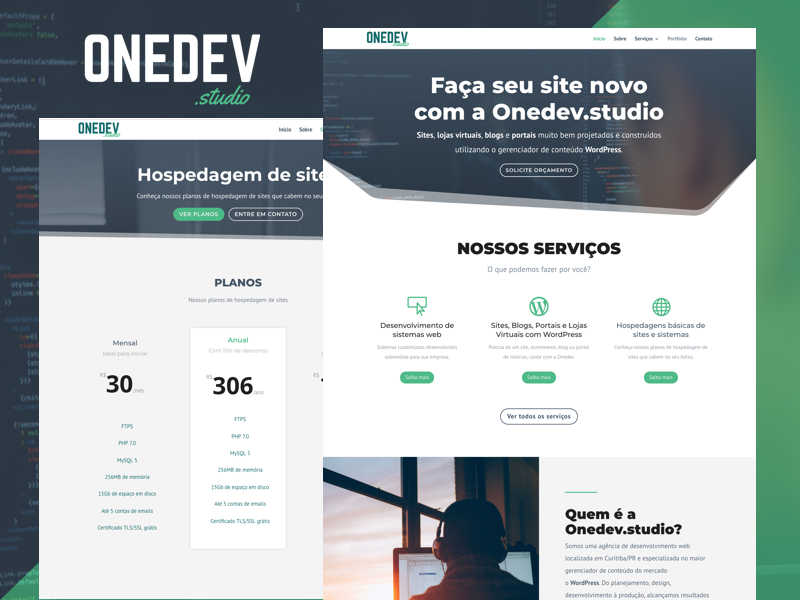 ONEDEV
.studio
ONEDEV
.studio
Início
Sobre
Hospedagem de site
Conheça nossos planos de hospedagem de sites que cabem no seu
VER PLANOS
ENTRE EM CONTATO
PLANOS
Nossos planos de hospedagem de sites
Mensal
Ideal para iniciar
R$30/mês
FTPS
PHP 7.0
MySQL 5
256MB de memória
15Gb de espaço em disco
Até 5 contas de emails
Certificado TLS/SSL grátis
Anual
Com 15% de desconto
R$306/ano
FTPS
PHP 7.0
MySQL 5
256MB de memória
15Gb de espaço em disco
Até 5 contas de emails
Certificado TLS/SSL grátis
R$
ONEDEV
.studio
Início
Sobre
Serviços
Portfolio
Contato
Faça seu site novo
com a Onedev.studio
Sites, lojas virtuais, blogs e portais muito bem projetados e construídos
utilizando o gerenciador de conteúdo WordPress.
SOLICITE ORÇAMENTO
NOSSOS SERVIÇOS
O que podemos fazer por você?
Desenvolvimento de
sistemas web
Sistemas customizados desenvolvidos
sobmedida para sua empresa.
Saiba mais
Sites, Blogs, Portais e Lojas
Virtuais com WordPress
Precisa de um site, ecommerce, blog ou portal
de notícias, conte com a Onedev.
Saiba mais
Hospedagens básicas de
sites e sistemas
Conheça nossos planos de hospedagem de
sites que cabem no seu bolso.
Saiba mais
Ver todos os serviços
Quem é a
Onedev.studio?
Somos uma agência de desenvolvimento web
localizada em Curitiba/PR e especializada no maior
gerenciador de conteúdo do mercado
o WordPress. Do planejamento, design,
desenvolvimento à produção, alcançamos resultados